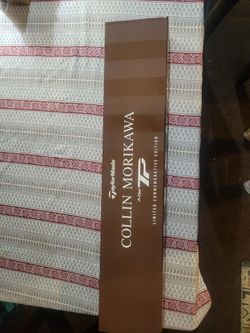 TaylorMade
COLLIN MORIKAWA
TP
LIMITED COMMEMORATIVE EDITION